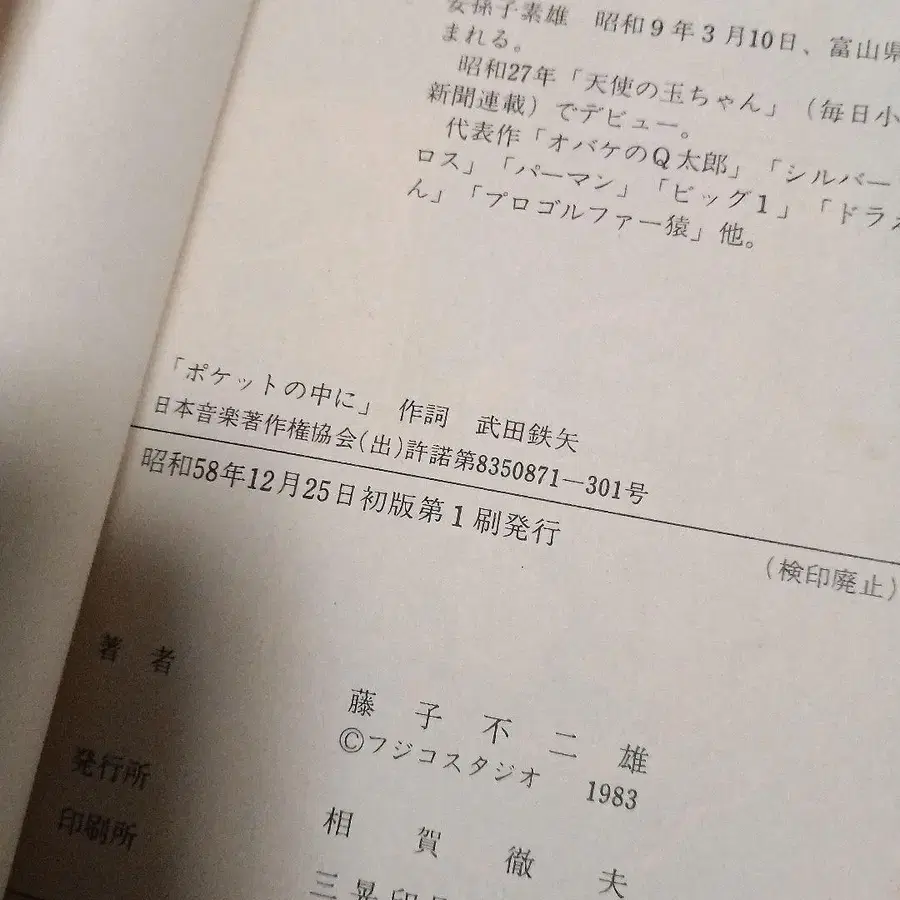 安孫子素雄 昭和9年3月10日、富山県
まれる。
昭和27年「天使の玉ちゃん」(毎日小
新聞連載)でデビュー。
代表作「オバケのQ太郎」「シルバー
ロス」「パーマン」「ビッグ1」「ドラえ
ん」「プロゴルファー猿」他。
「ポケットの中に」 作詞 武田鉄矢
日本音楽著作権協会(出)許諾第8350871—301号
昭和58年12月25日初版第1刷発行
(検印廃止)
著者
藤子不二雄
©フジコスタジオ 1983
発行所
相賀徹夫
印刷所
三晃印